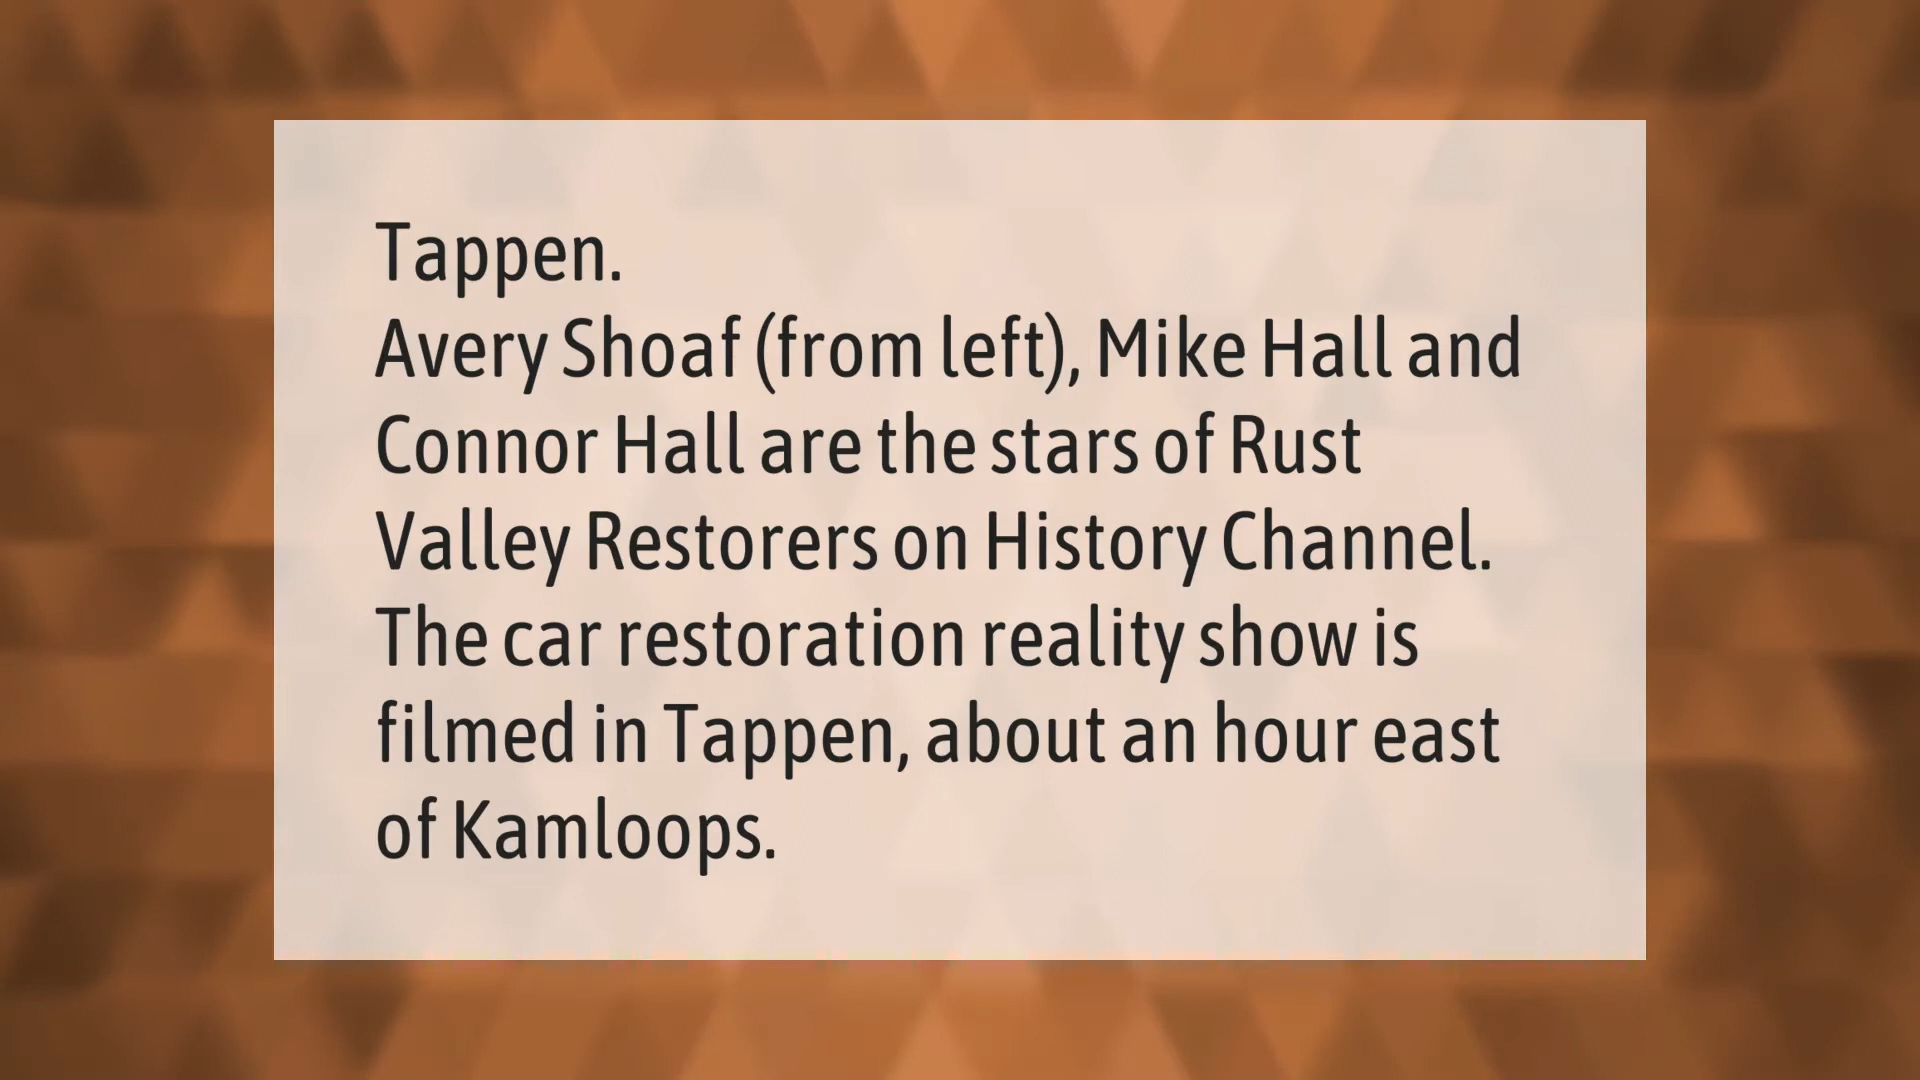 Tappen.
Avery Shoaf (from left), Mike Hall and
Connor Hall are the stars of Rust
Valley Restorers on History Channel.
The car restoration reality show is
filmed in Tappen, about an hour east
of Kamloops.